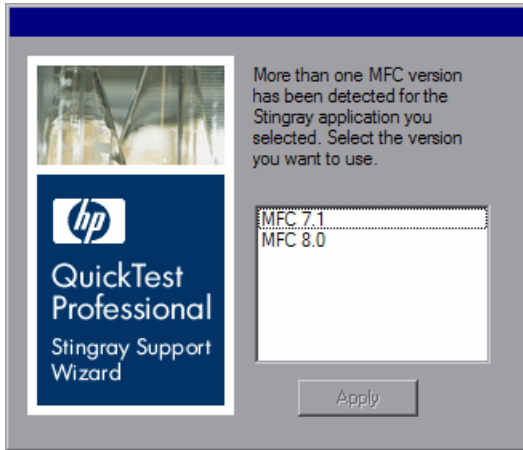 More than one MFC version
has been detected for the
Stingray application you
selected. Select the version
you want to use.
MFC 7.1
MFC 8.0
hp
QuickTest
Professional
Stingray Support
Wizard
Apply